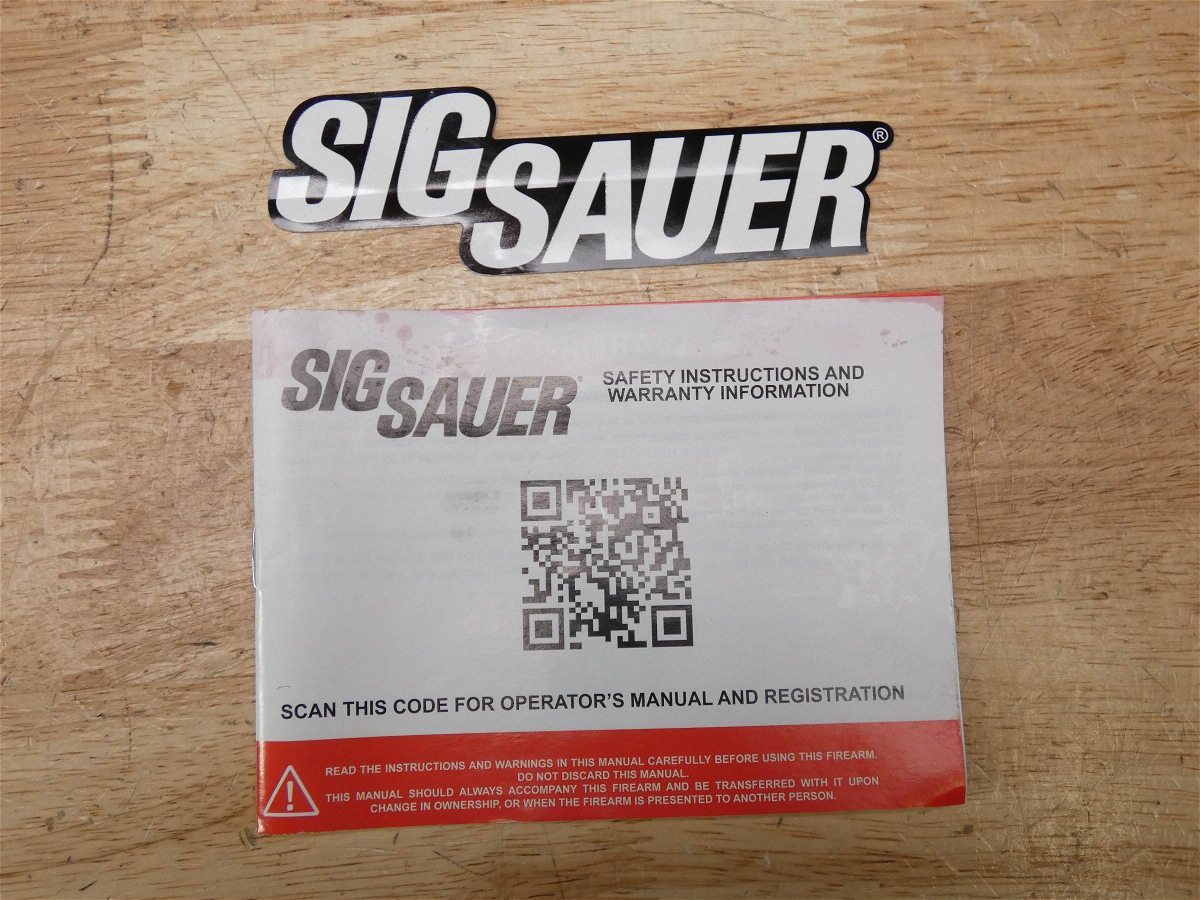 SIG SAUER®
SIG SAUER®
SAFETY INSTRUCTIONS AND
WARRANTY INFORMATION
SCAN THIS CODE FOR OPERATOR'S MANUAL AND REGISTRATION
READ THE INSTRUCTIONS AND WARNINGS IN THIS MANUAL CAREFULLY BEFORE USING THIS FIREARM.
DO NOT DISCARD THIS MANUAL.
THIS MANUAL SHOULD ALWAYS ACCOMPANY THIS FIREARM AND BE TRANSFERRED WITH IT UPON
CHANGE IN OWNERSHIP, OR WHEN THE FIREARM IS PRESENTED TO ANOTHER PERSON.